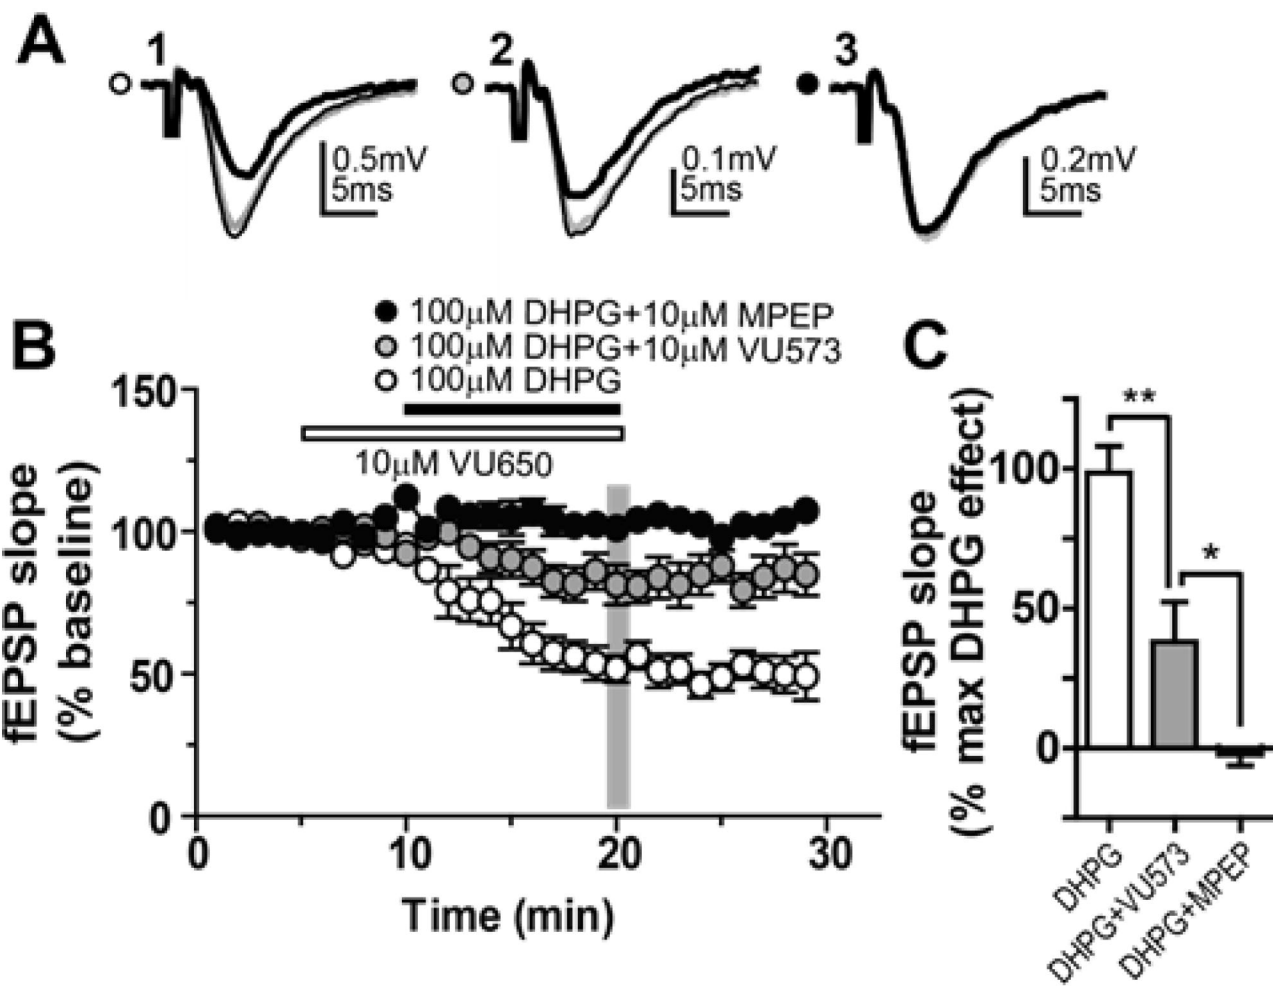 A
1
2
3
0.5mV
5ms
0.1mV
5ms
0.2mV
5ms
B
100μM DHPG+10μM MPEP
100μM DHPG+10μM VU573
100μM DHPG
10μM VU650
fEPSP slope
(% baseline)
150
100
50
0
0
10
20
30
Time (min)
C
fEPSP slope
(% max DHPG effect)
100
50
0
**
*
DHPG
DHPG+VU573
DHPG+MPEP